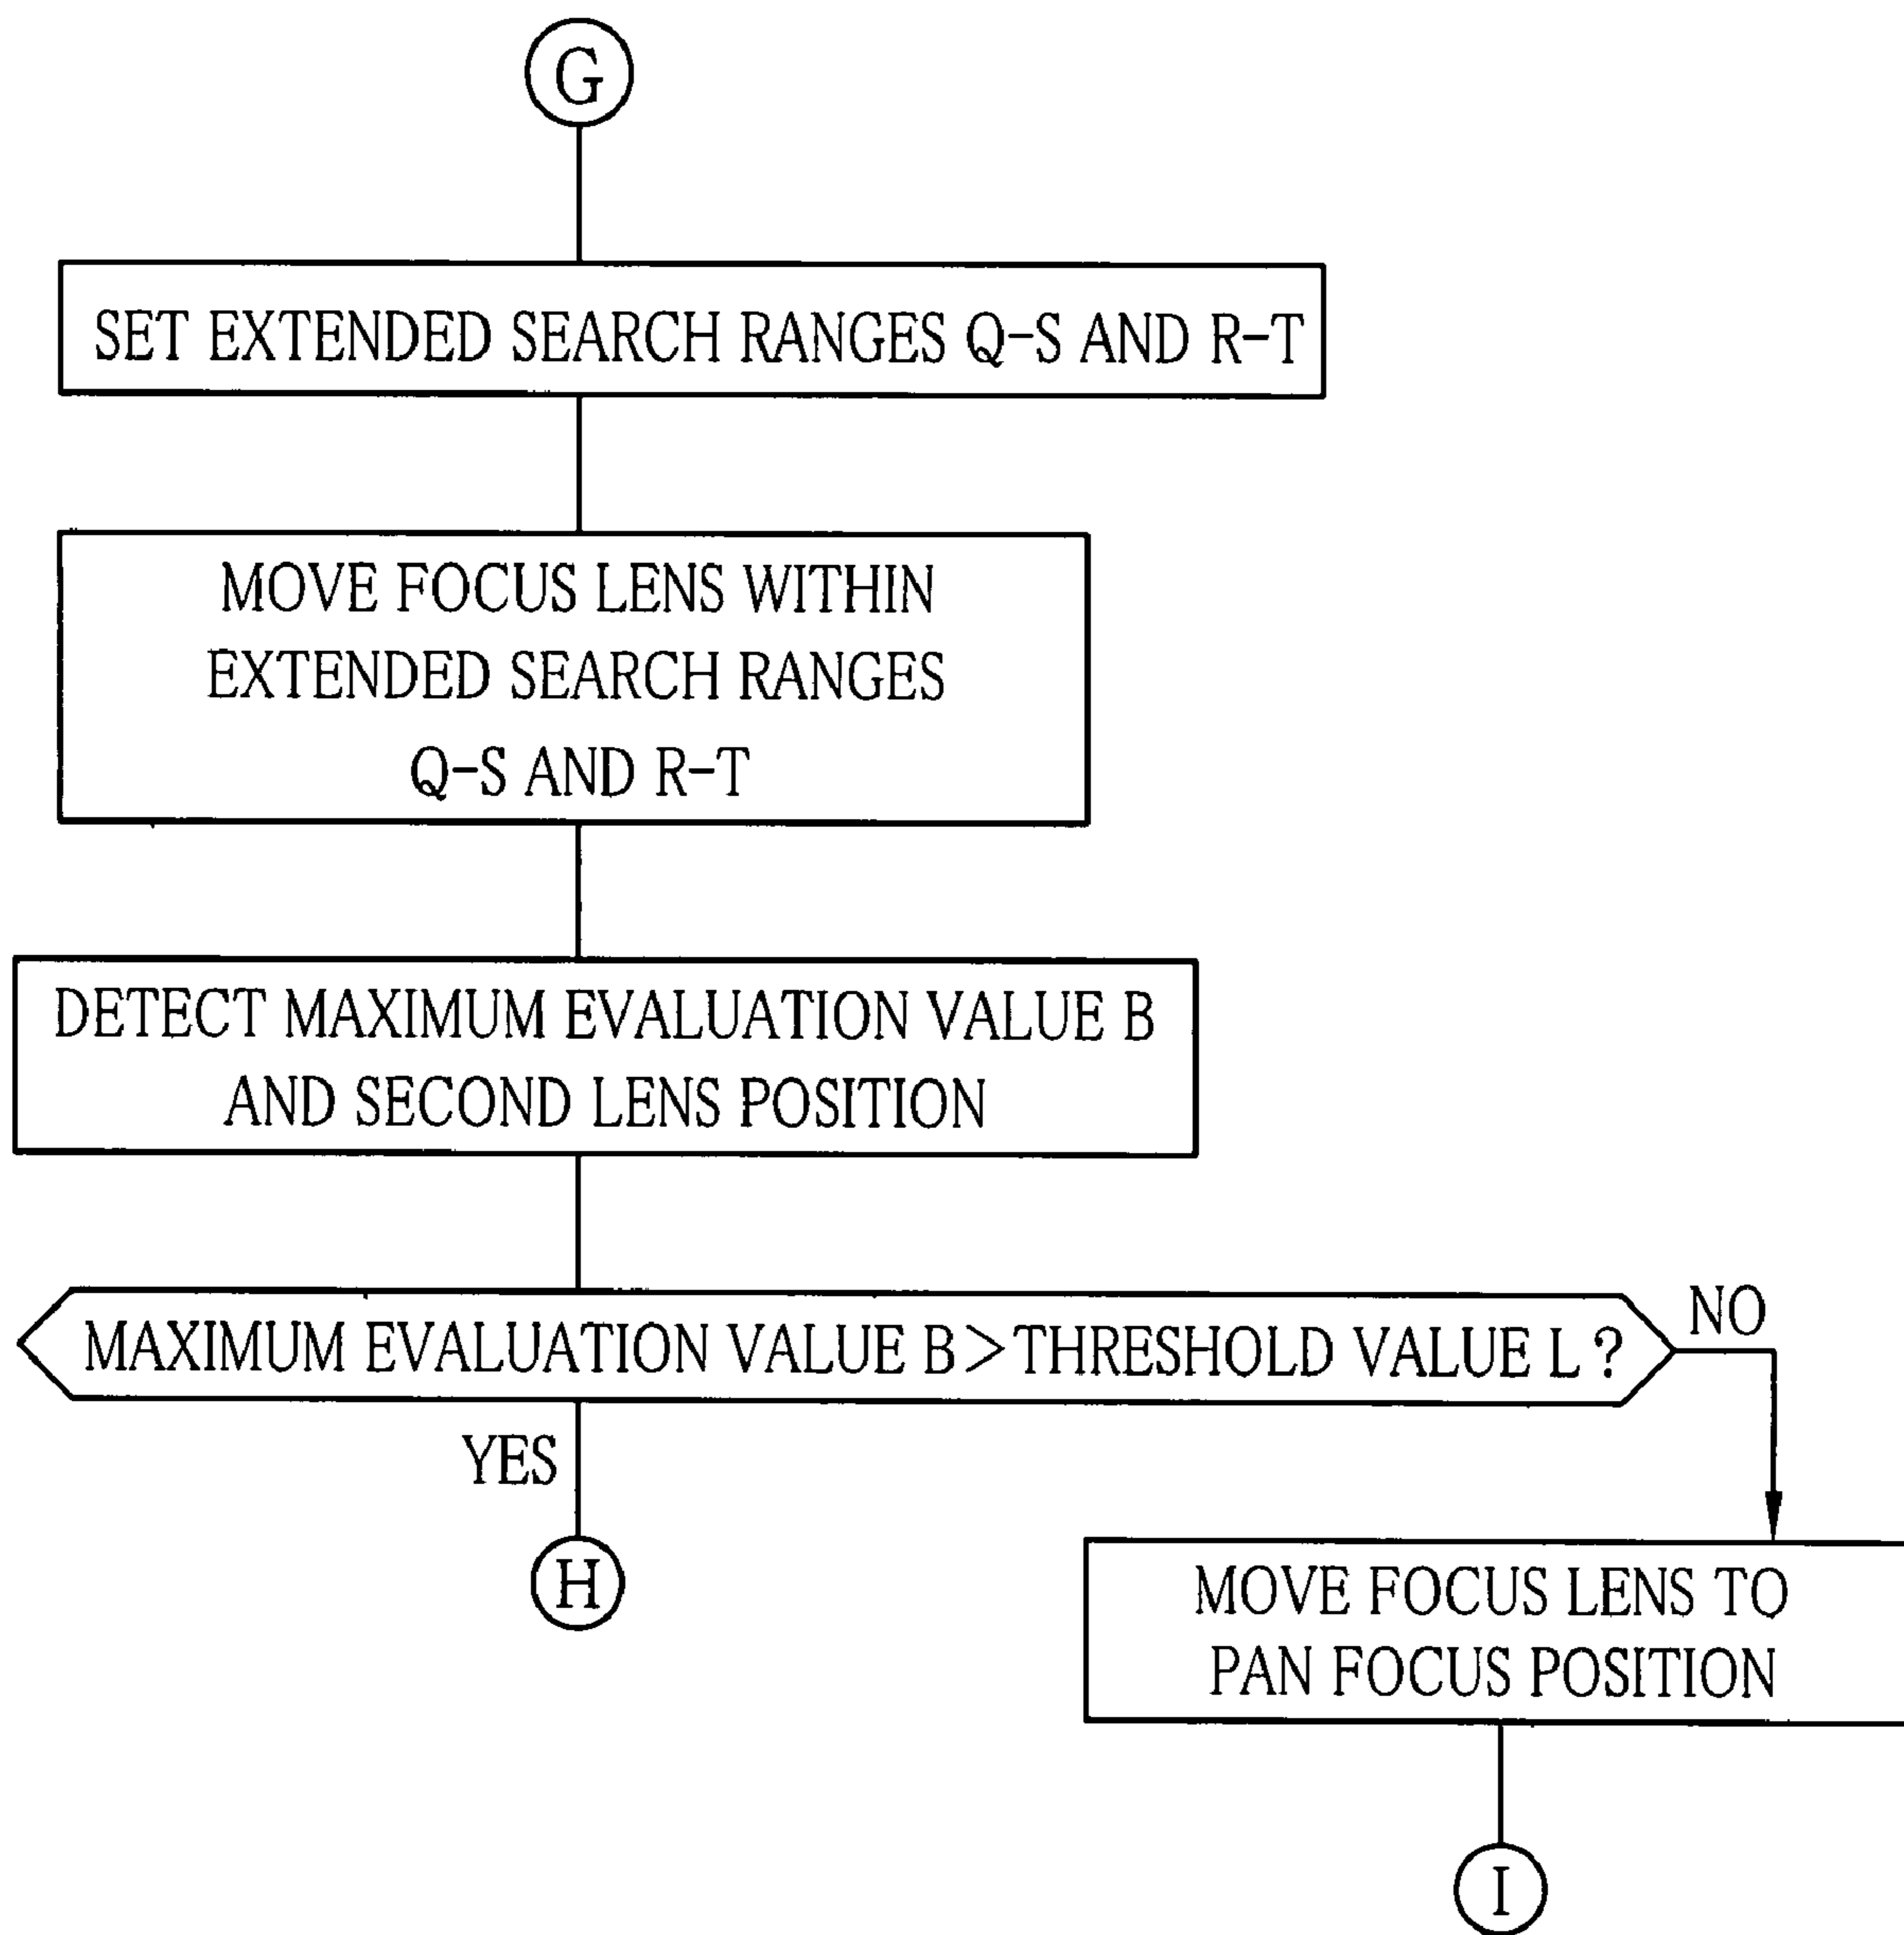 G
SET EXTENDED SEARCH RANGES Q-S AND R-T
MOVE FOCUS LENS WITHIN
EXTENDED SEARCH RANGES
Q-S AND R-T
DETECT MAXIMUM EVALUATION VALUE B
AND SECOND LENS POSITION
MAXIMUM EVALUATION VALUE B>THRESHOLD VALUE L ?
NO
YES
H
MOVE FOCUS LENS TO
PAN FOCUS POSITION
I